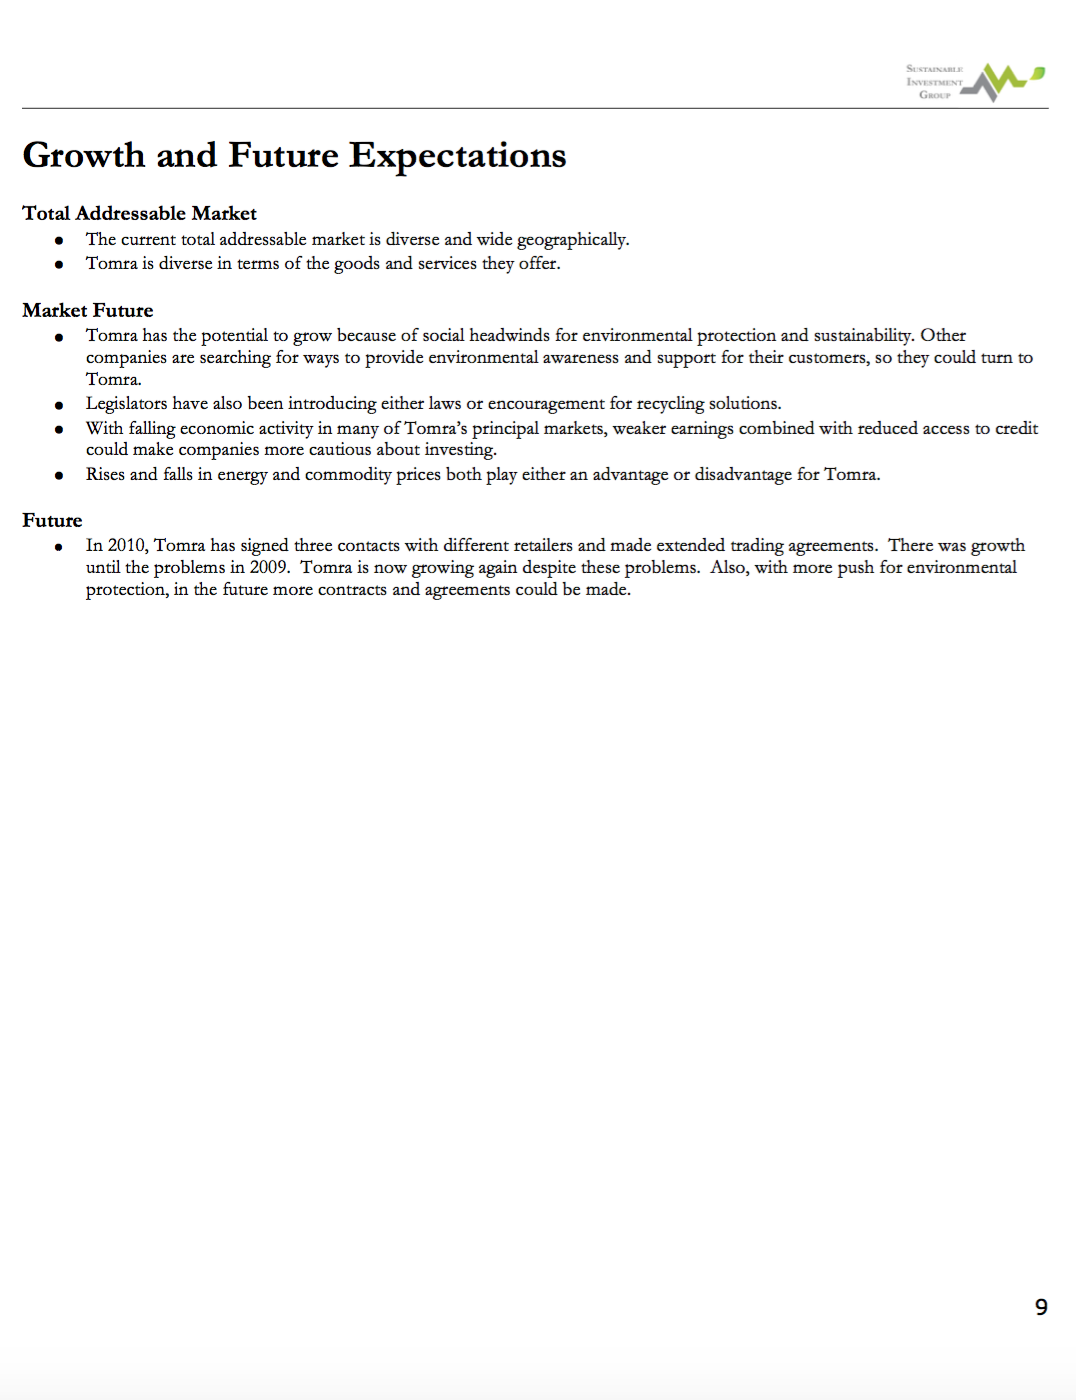 SUSTAINABLE
INVESTMENT
GROUP
Growth and Future Expectations
Total Addressable Market
● The current total addressable market is diverse and wide geographically.
● Tomra is diverse in terms of the goods and services they offer.
Market Future
● Tomra has the potential to grow because of social headwinds for environmental protection and sustainability. Other
companies are searching for ways to provide environmental awareness and support for their customers, so they could turn to
Tomra.
● Legislators have also been introducing either laws or encouragement for recycling solutions.
● With falling economic activity in many of Tomra’s principal markets, weaker earnings combined with reduced access to credit
could make companies more cautious about investing.
● Rises and falls in energy and commodity prices both play either an advantage or disadvantage for Tomra.
Future
● In 2010, Tomra has signed three contacts with different retailers and made extended trading agreements.  There was growth
until the problems in 2009.  Tomra is now growing again despite these problems.  Also, with more push for environmental
protection, in the future more contracts and agreements could be made.
9